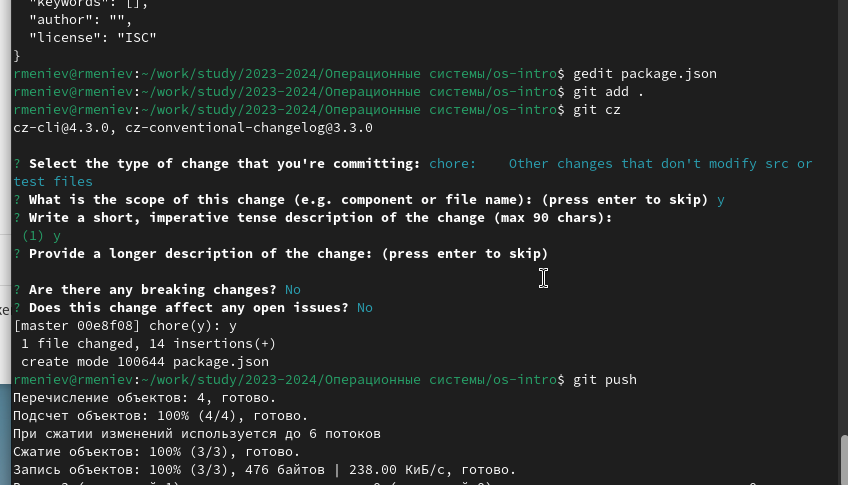 "keywords": [],
"author": "",
"license": "ISC"
}
rmeniev@rmeniev:~/work/study/2023-2024/Операционные системы/os-intro$ gedit package.json
rmeniev@rmeniev:~/work/study/2023-2024/Операционные системы/os-intro$ git add .
rmeniev@rmeniev:~/work/study/2023-2024/Операционные системы/os-intro$ git cz
cz-cli@4.3.0, cz-conventional-changelog@3.3.0
? Select the type of change that you're committing: chore:    Other changes that don't modify src or
test files
? What is the scope of this change (e.g. component or file name): (press enter to skip) y
? Write a short, imperative tense description of the change (max 90 chars):
(1) y
? Provide a longer description of the change: (press enter to skip)
? Are there any breaking changes? No
? Does this change affect any open issues? No
[master 00e8f08] chore(y): y
1 file changed, 14 insertions(+)
create mode 100644 package.json
rmeniev@rmeniev:~/work/study/2023-2024/Операционные системы/os-intro$ git push
Перечисление объектов: 4, готово.
Подсчет объектов: 100% (4/4), готово.
При сжатии изменений используется до 6 потоков
Сжатие объектов: 100% (3/3), готово.
Запись объектов: 100% (3/3), 476 байтов | 238.00 КиБ/с, готово.